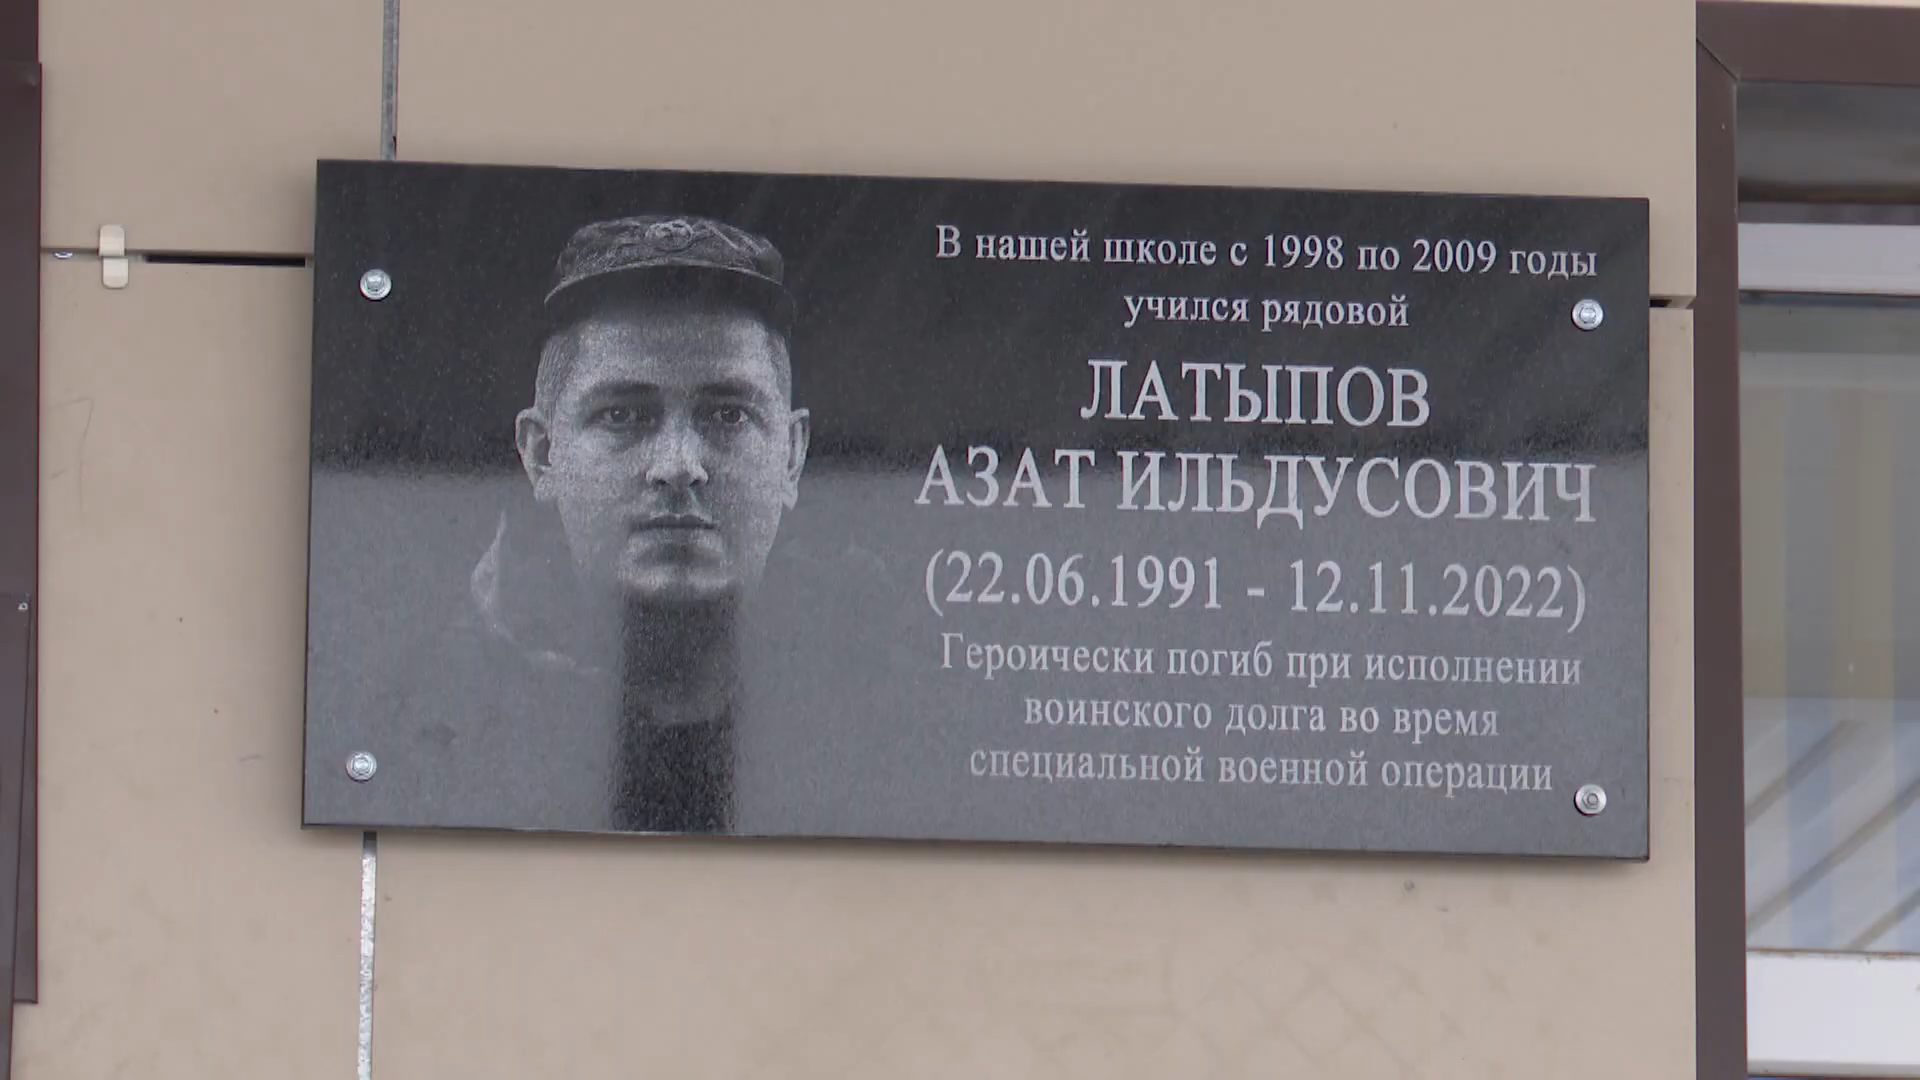 В нашей школе с 1998 по 2009 годы
учился рядовой
ЛАТЫПОВ
АЗАТ ИЛЬДУСОВИЧ
(22.06.1991 - 12.11.2022)
Героически погиб при исполнении
воинского долга во время
специальной военной операции